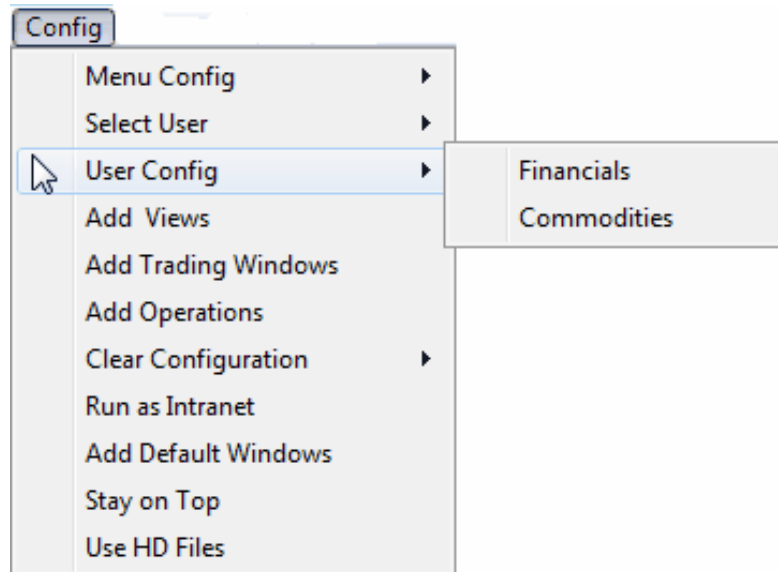 Config
Menu Config
Select User
User Config
Financials
Commodities
Add Views
Add Trading Windows
Add Operations
Clear Configuration
Run as Intranet
Add Default Windows
Stay on Top
Use HD Files